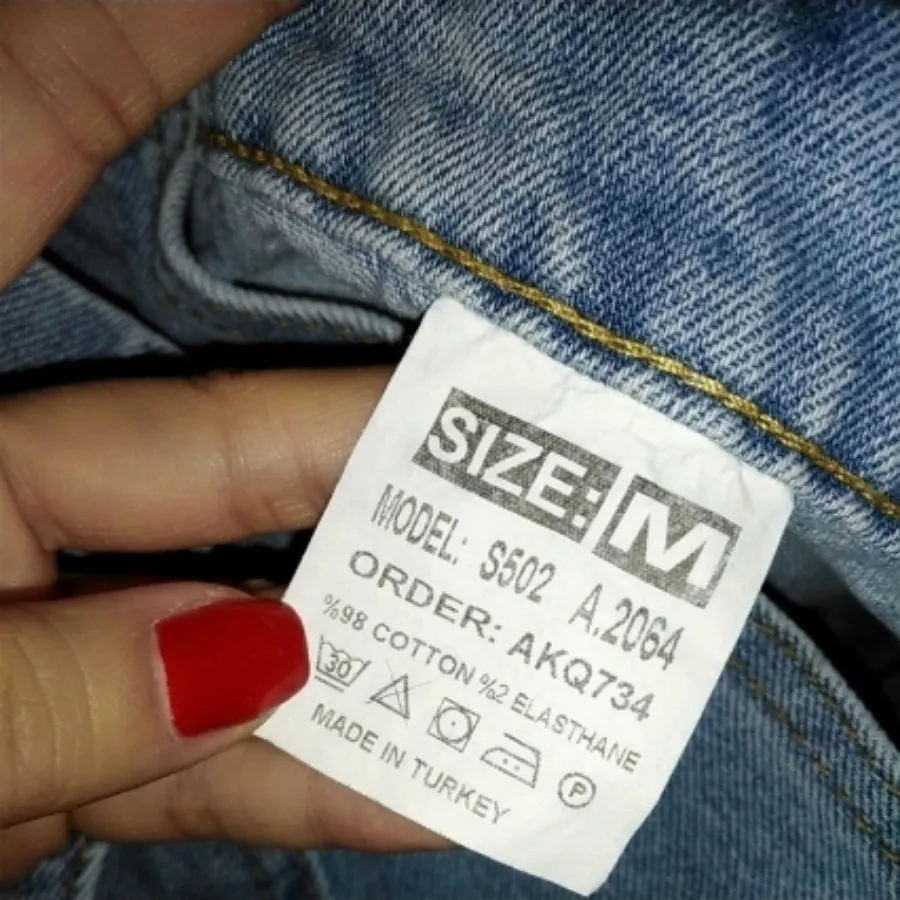 SIZE: M
MODEL: S502 A.2064
ORDER: AKQ734
%98 COTTON %2 ELASTHANE
30 P
MADE IN TURKEY